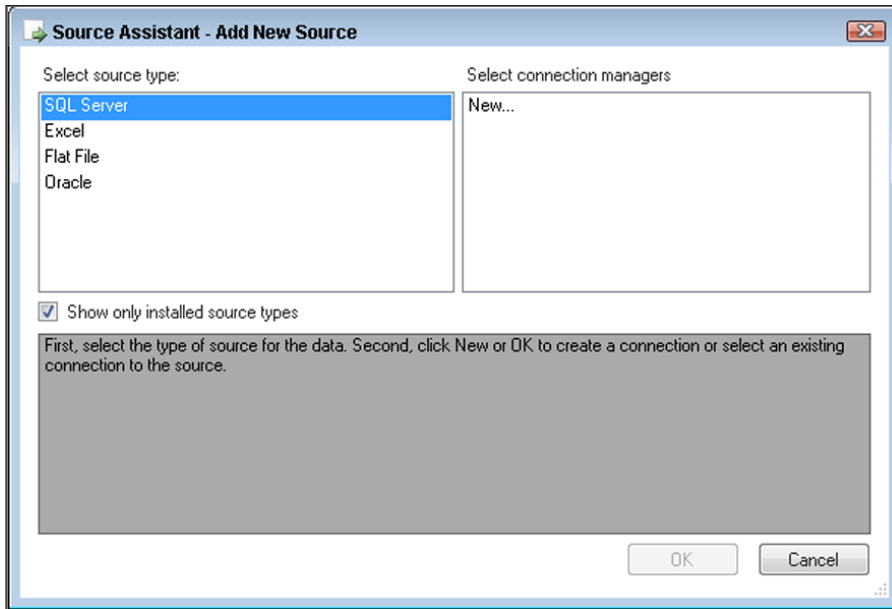 Source Assistant - Add New Source
Select source type:
SQL Server
Excel
Flat File
Oracle
Select connection managers
New...
Show only installed source types
First, select the type of source for the data. Second, click New or OK to create a connection or select an existing
connection to the source.
OK
Cancel